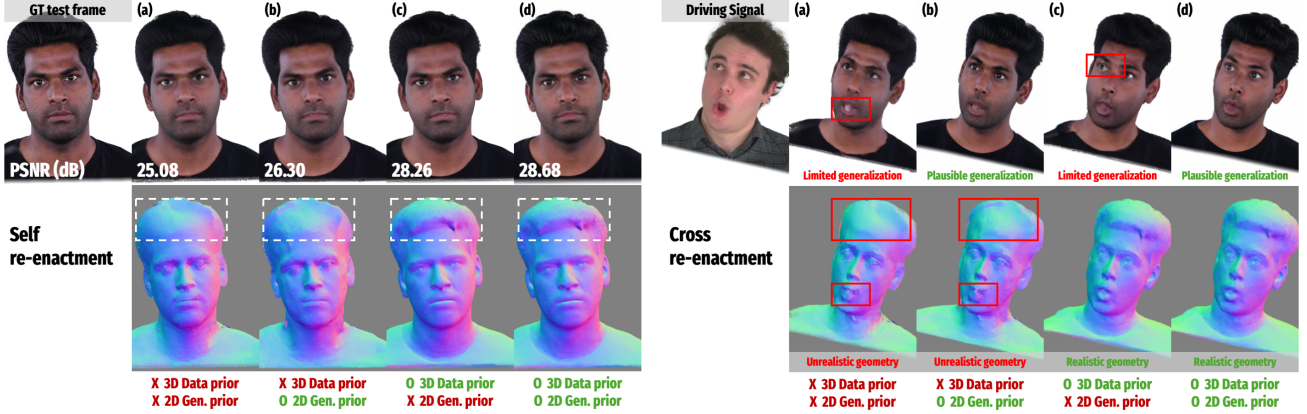 GT test frame
(a)
(b)
(c)
(d)
PSNR (dB)
25.08
26.30
28.26
28.68
Self
re-enactment
X 3D Data prior
X 2D Gen. prior
X 3D Data prior
O 2D Gen. prior
O 3D Data prior
X 2D Gen. prior
O 3D Data prior
O 2D Gen. prior
Driving Signal
(a)
(b)
(c)
(d)
Limited generalization
Plausible generalization
Limited generalization
Plausible generalization
Cross
re-enactment
Unrealistic geometry
Unrealistic geometry
Realistic geometry
Realistic geometry
X 3D Data prior
X 2D Gen. prior
X 3D Data prior
O 2D Gen. prior
O 3D Data prior
X 2D Gen. prior
O 3D Data prior
O 2D Gen. prior